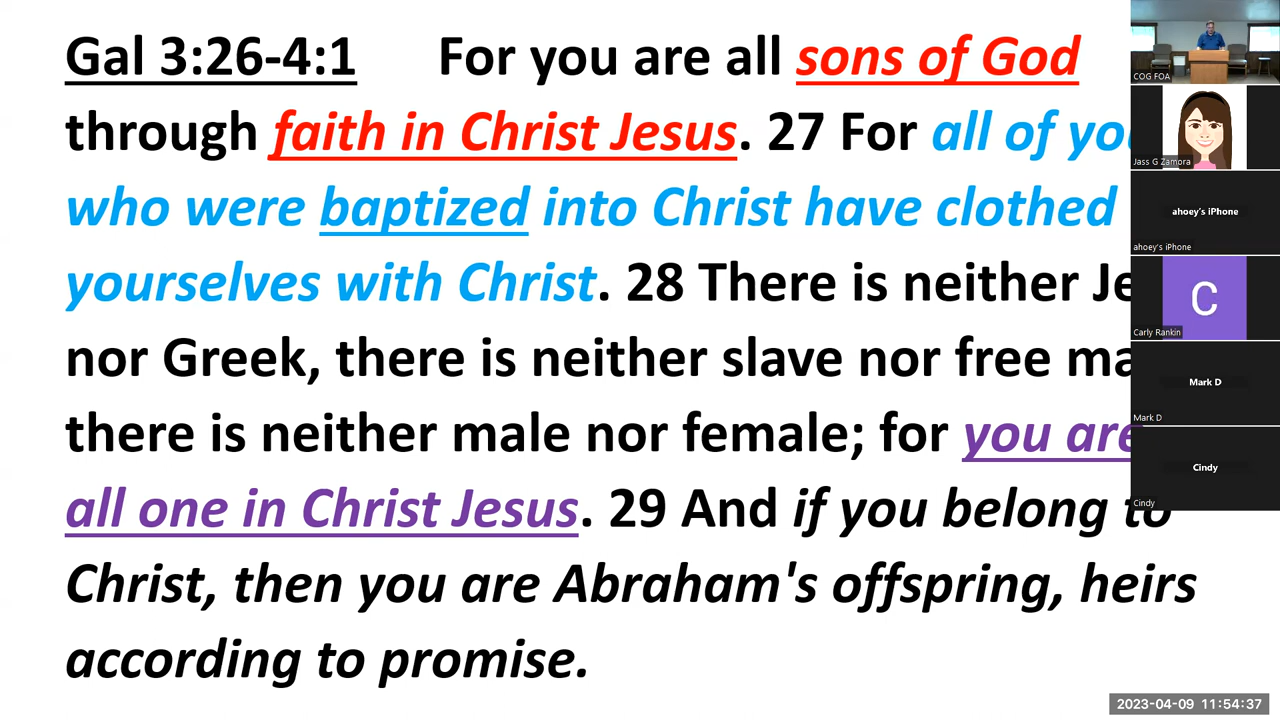 Gal 3:26-4:1 For you are all sons of God
through faith in Christ Jesus. 27 For all of yo
who were baptized into Christ have clothed
yourselves with Christ. 28 There is neither Je
nor Greek, there is neither slave nor free ma
there is neither male nor female; for you are
all one in Christ Jesus. 29 And if you belong to
Christ, then you are Abraham's offspring, heirs
according to promise.
COG FOA
Jass G Zamora
ahoey's iPhone
ahoey's iPhone
C
Carly Rankin
Mark D
Mark D
Cindy
Cindy
2023-04-09 11:54:37